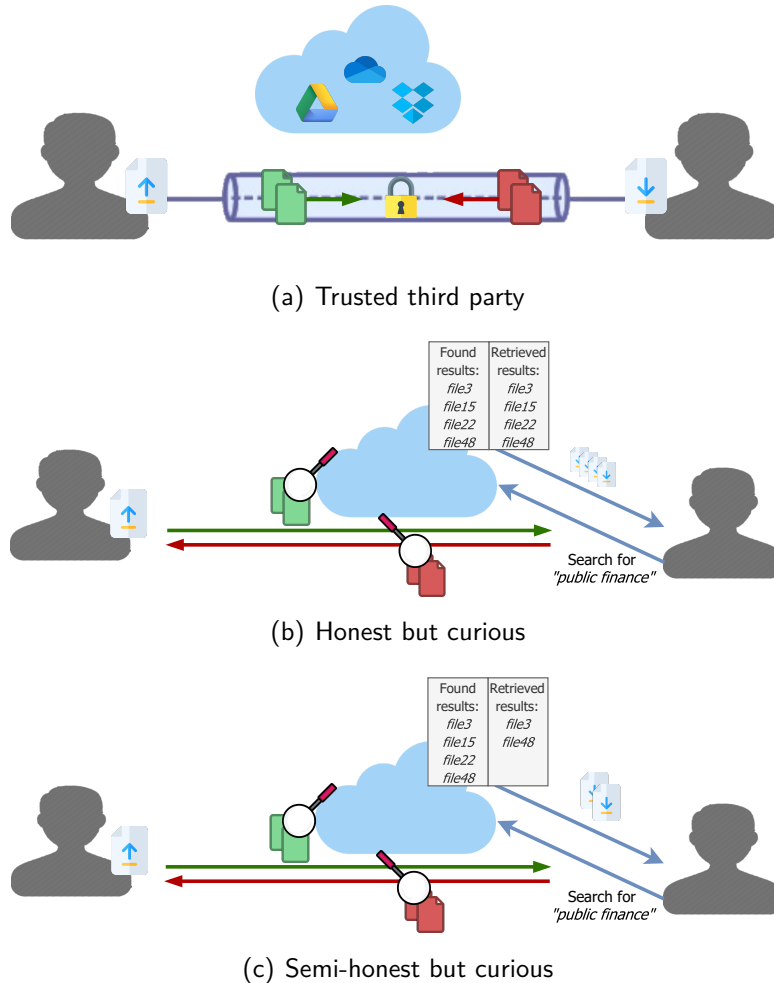 (a) Trusted third party
Found
results:
file3
file15
file22
file48
Retrieved
results:
file3
file15
file22
file48
Search for
"public finance"
(b) Honest but curious
Found
results:
file3
file15
file22
file48
Retrieved
results:
file3
file48
Search for
"public finance"
(c) Semi-honest but curious